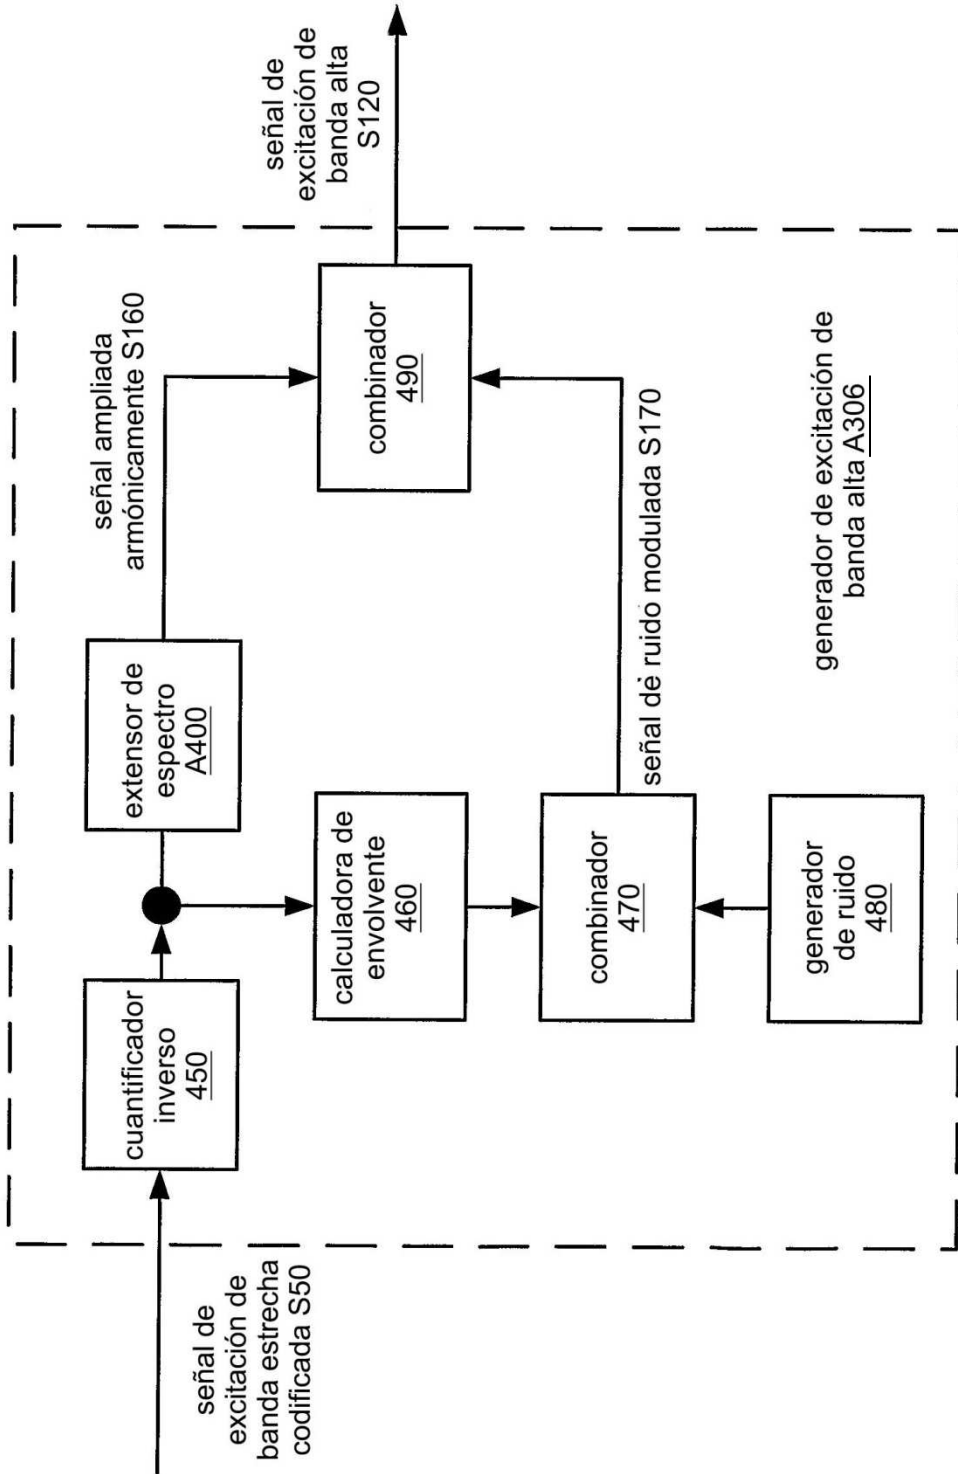 señal de
excitación de
banda estrecha
codificada S50
cuantificador
inverso
450
extensor de
espectro
A400
señal ampliada
armónicamente S160
calculadora de
envolvente
460
combinador
470
generador
de ruido
480
señal de ruido modulada S170
combinador
490
señal de
excitación de
banda alta
S120
generador de excitación de
banda alta A306